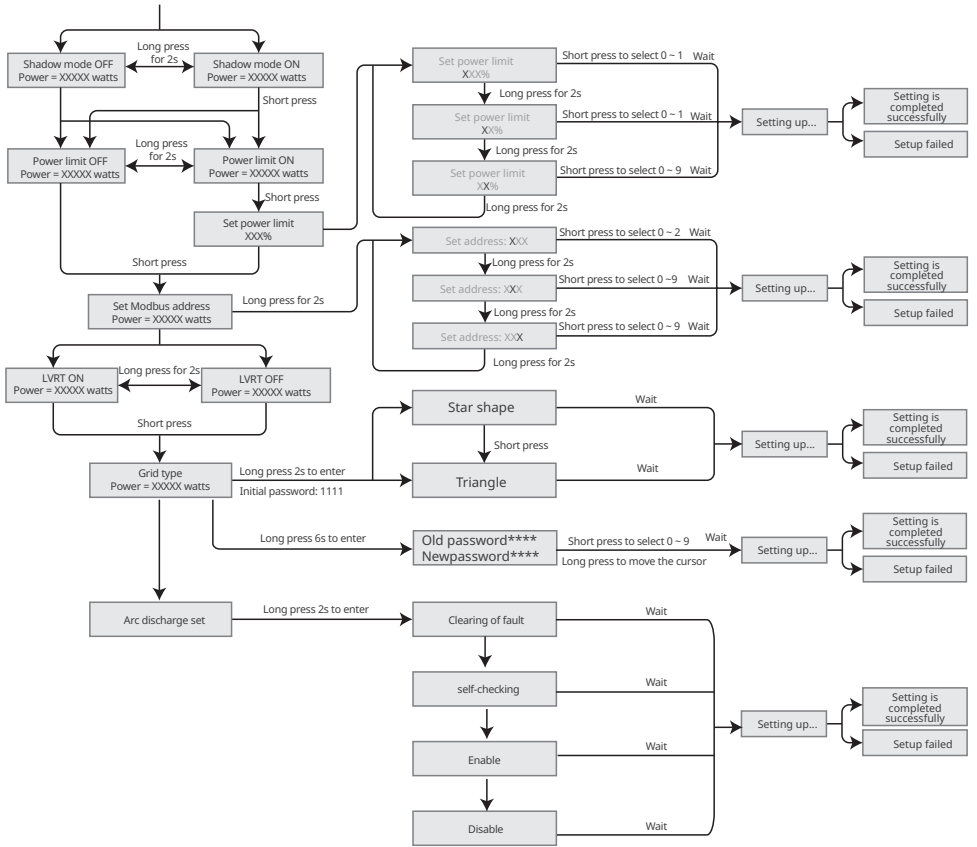 Long press
for 2s
Shadow mode OFF
Power = XXXXX watts
Shadow mode ON
Power = XXXXX watts
Short press
Long press
for 2s
Power limit OFF
Power = XXXXX watts
Power limit ON
Power = XXXXX watts
Short press
Set power limit
XXX%
Short press
Set Modbus address
Power = XXXXX watts
Long press for 2s
LVRT ON
Power = XXXXX watts
Long press for 2s
LVRT OFF
Power = XXXXX watts
Short press
Grid type
Power = XXXXX watts
Long press 2s to enter
Initial password: 1111
Long press 6s to enter
Arc discharge set
Long press 2s to enter
Set power limit
XXX%
Short press to select 0 ~ 1 Wait
Long press for 2s
Set power limit
XX%
Short press to select 0 ~ 1 Wait
Long press for 2s
Set power limit
XX%
Short press to select 0 ~ 9 Wait
Long press for 2s
Setting up...
Setting is
completed
successfully
Setup failed
Set address: XXX
Short press to select 0 ~ 2 Wait
Long press for 2s
Set address: XXX
Short press to select 0 ~9 Wait
Long press for 2s
Set address: XXX
Short press to select 0 ~ 9 Wait
Long press for 2s
Setting up...
Setting is
completed
successfully
Setup failed
Star shape
Wait
Short press
Triangle
Wait
Setting up...
Setting is
completed
successfully
Setup failed
Old password****
Newpassword****
Short press to select 0 ~ 9 Wait
Long press to move the cursor
Setting up...
Setting is
completed
successfully
Setup failed
Clearing of fault
Wait
self-checking
Wait
Enable
Wait
Disable
Wait
Setting up...
Setting is
completed
successfully
Setup failed